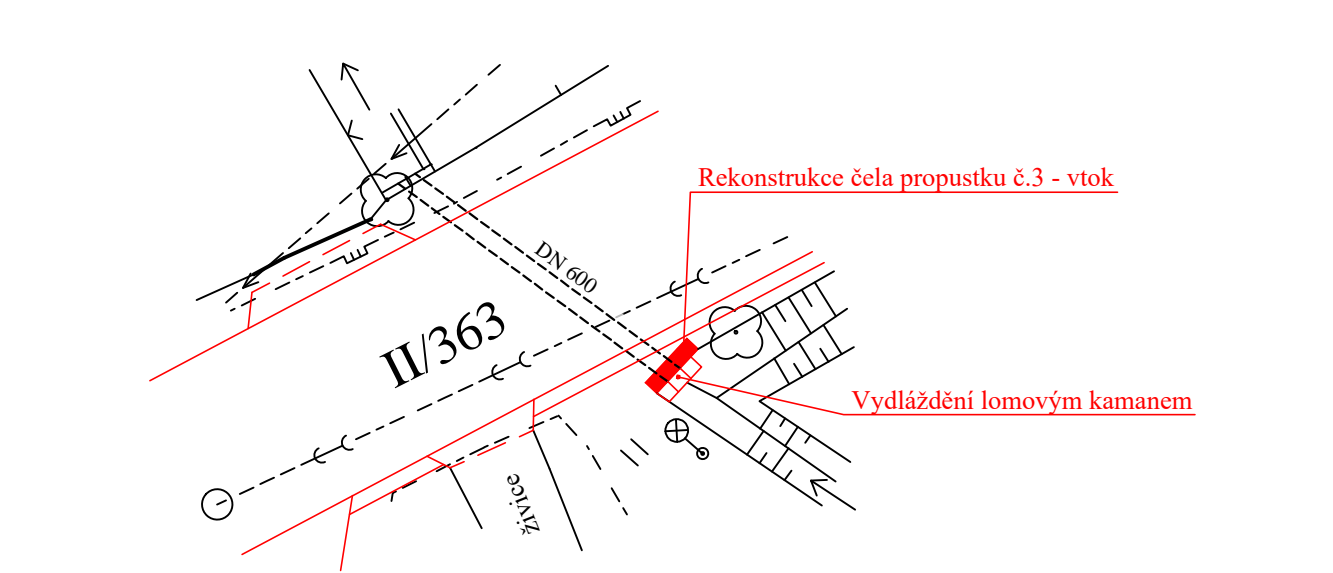 Rekonstrukce čela propustku č.3 - vtok
DN 600
II/363
Vydláždění lomovým kamanem
živice